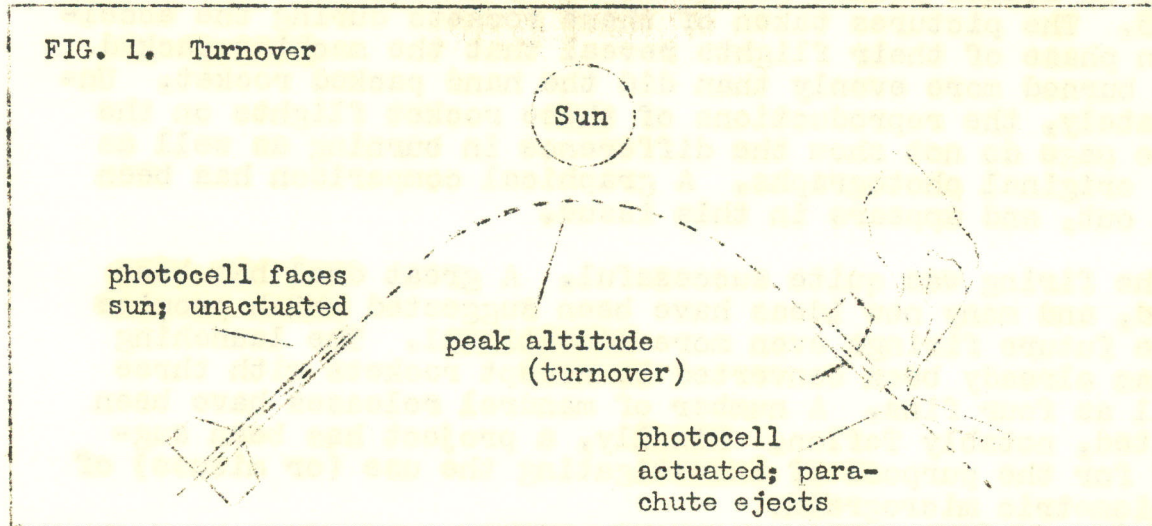 FIG. 1. Turnover
Sun
photocell faces
sun; unactuated
peak altitude
(turnover)
photocell
actuated; para-
chute ejects